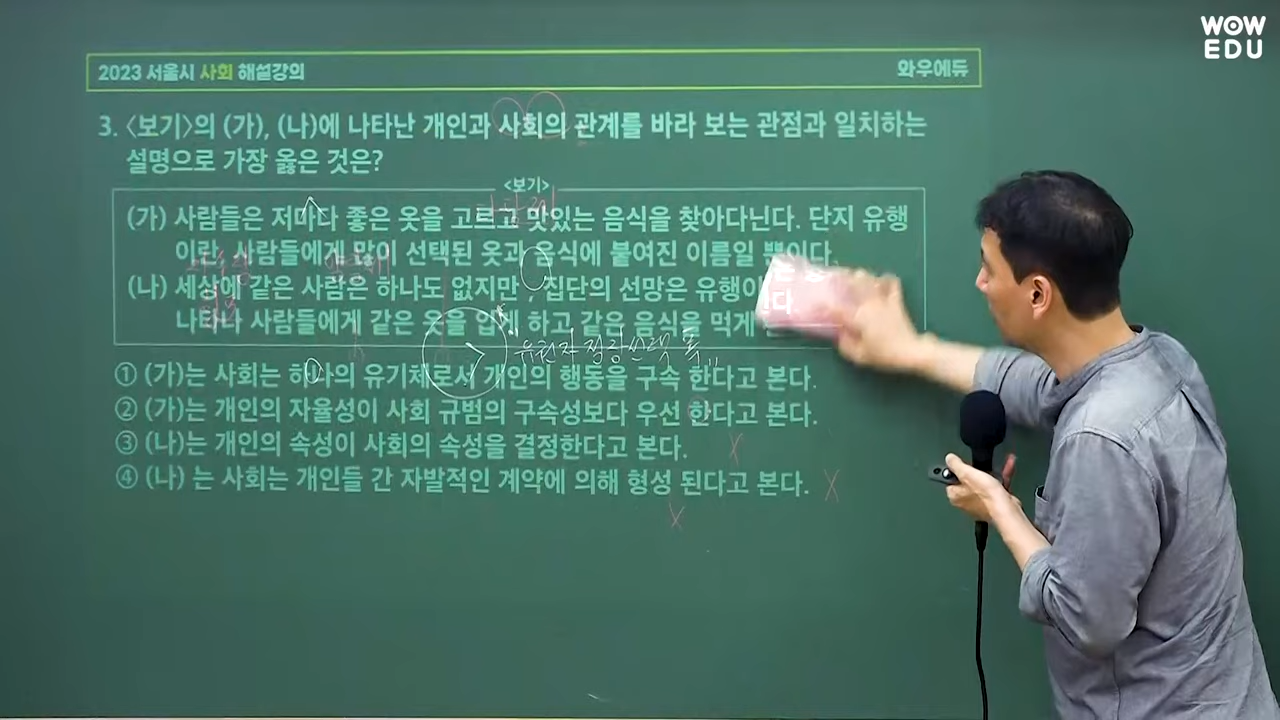 WOW
EDU
2023 서울시 사회 해설강의
와우에듀
3. <보기>의 (가), (나)에 나타난 개인과 사회의 관계를 바라 보는 관점과 일치하는
설명으로 가장 옳은 것은?
<보기>
(가) 사람들은 저마다 좋은 옷을 고르고 맛있는 음식을 찾아다닌다. 단지 유행
이란, 사람들에게 많이 선택된 옷과 음식에 붙여진 이름일 뿐이다.
(나) 세상에 같은 사람은 하나도 없지만, 집단의 선망은 유행이
나타나 사람들에게 같은 옷을 입게 하고 같은 음식을 먹게
① (가)는 사회는 하나의 유기체로서 개인의 행동을 구속 한다고 본다.
② (가)는 개인의 자율성이 사회 규범의 구속성보다 우선 한다고 본다.
③ (나)는 개인의 속성이 사회의 속성을 결정한다고 본다.
④ (나) 는 사회는 개인들 간 자발적인 계약에 의해 형성 된다고 본다.